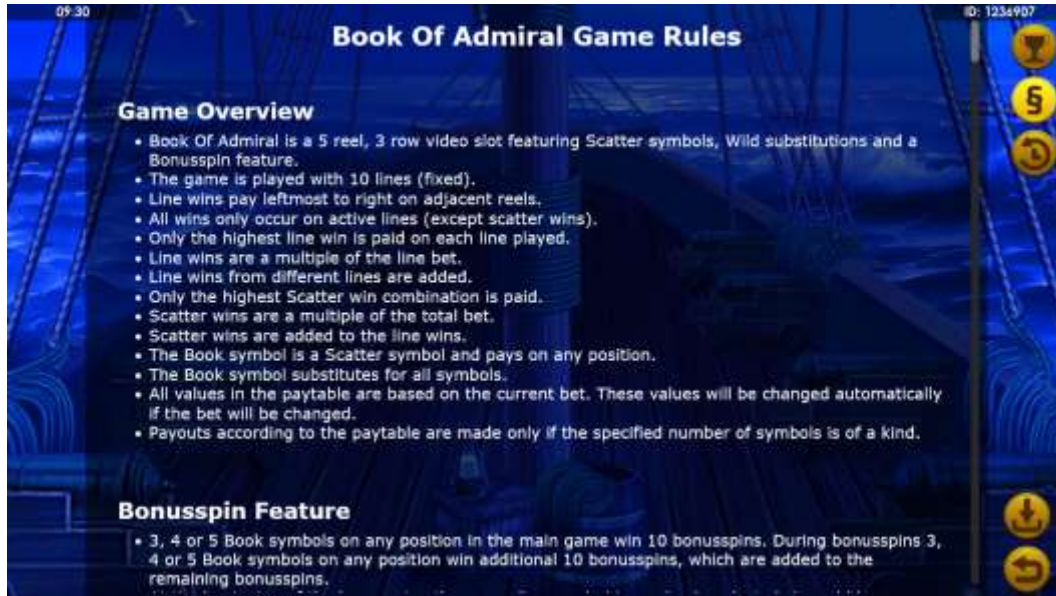 09:30
ID: 1236907
Book Of Admiral Game Rules
Game Overview
• Book Of Admiral is a 5 reel, 3 row video slot featuring Scatter symbols, Wild substitutions and a
Bonusspin feature.
• The game is played with 10 lines (fixed).
• Line wins pay leftmost to right on adjacent reels.
• All wins only occur on active lines (except scatter wins).
• Only the highest line win is paid on each line played.
• Line wins are a multiple of the line bet.
• Line wins from different lines are added.
• Only the highest Scatter win combination is paid.
• Scatter wins are a multiple of the total bet.
• Scatter wins are added to the line wins.
• The Book symbol is a Scatter symbol and pays on any position.
• The Book symbol substitutes for all symbols.
• All values in the paytable are based on the current bet. These values will be changed automatically
if the bet will be changed.
• Payouts according to the paytable are made only if the specified number of symbols is of a kind.
Bonusspin Feature
• 3, 4 or 5 Book symbols on any position in the main game win 10 bonusspins. During bonusspins 3,
4 or 5 Book symbols on any position win additional 10 bonusspins, which are added to the
remaining bonusspins.
§